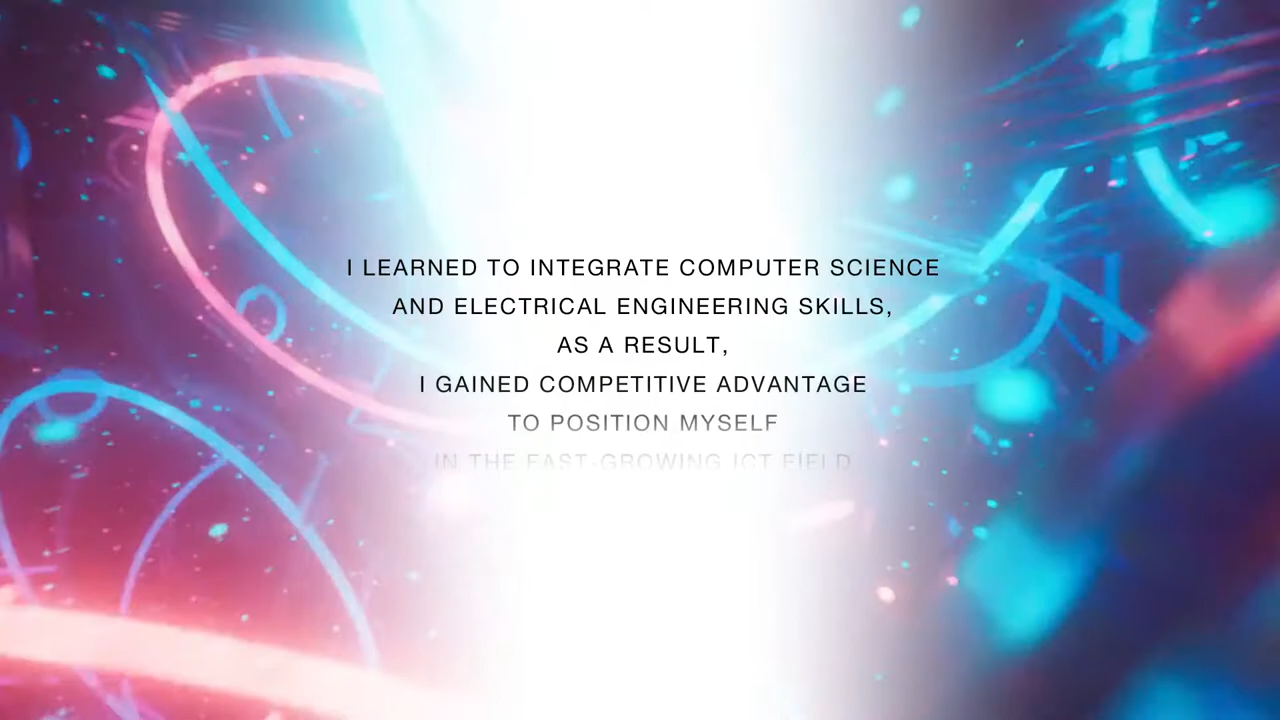 I LEARNED TO INTEGRATE COMPUTER SCIENCE
AND ELECTRICAL ENGINEERING SKILLS,
AS A RESULT,
I GAINED COMPETITIVE ADVANTAGE
TO POSITION MYSELF
IN THE FAST-GROWING ICT FIELD